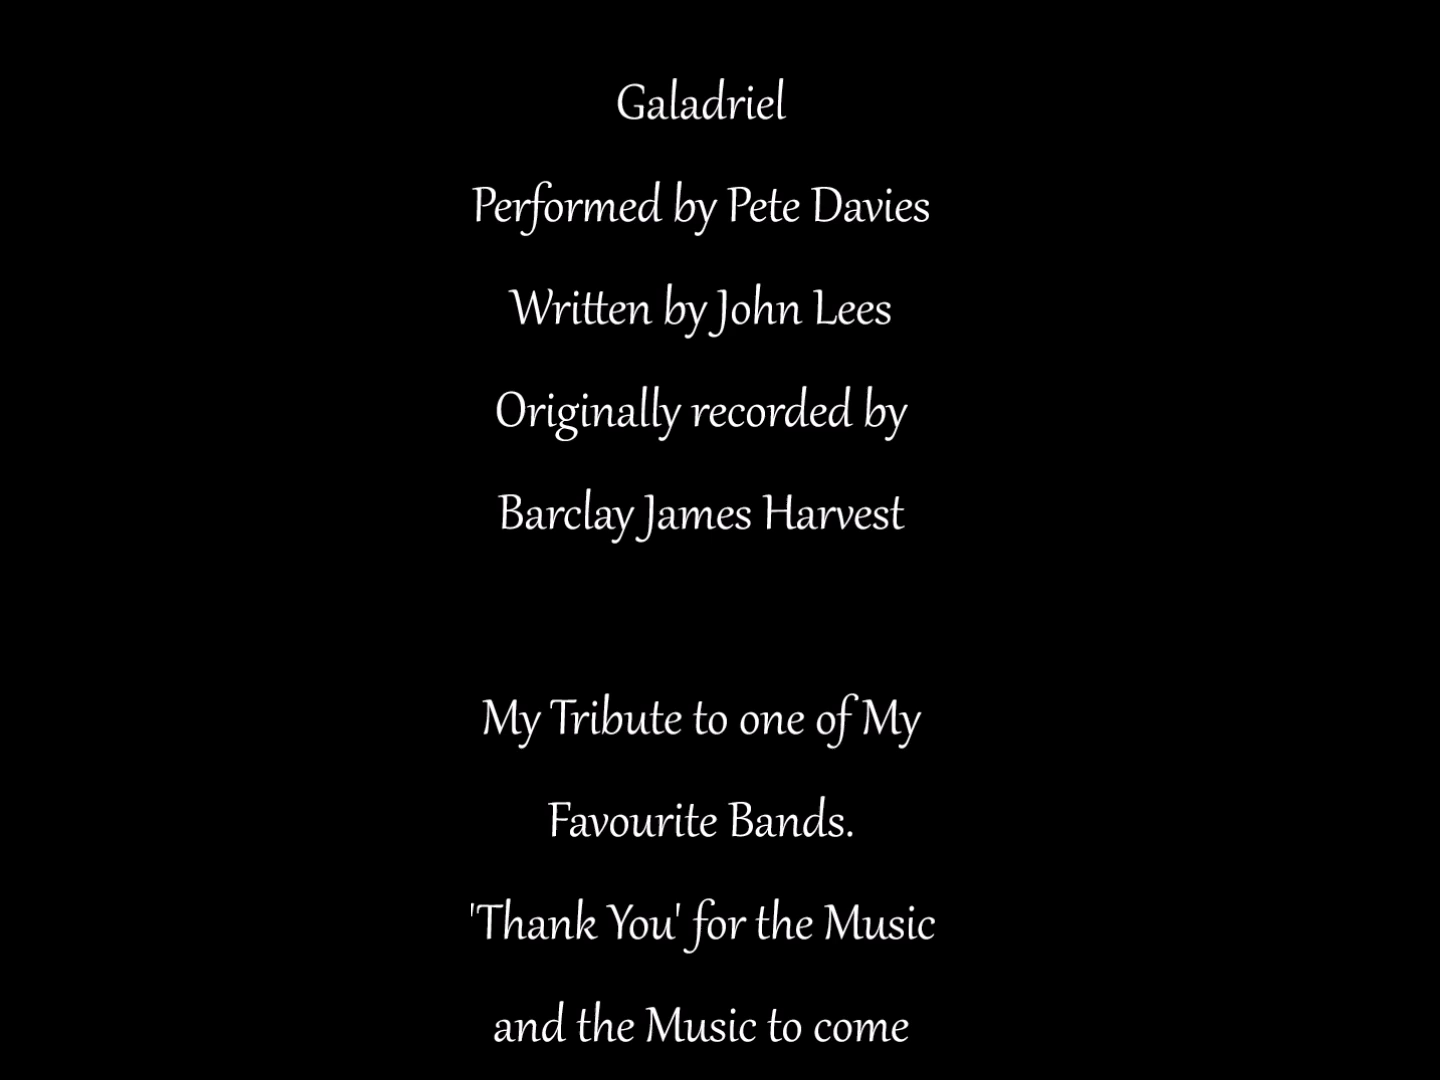 Galadriel
Performed by Pete Davies
Written by John Lees
Originally recorded by
Barclay James Harvest
My Tribute to one of My
Favourite Bands.
'Thank You' for the Music
and the Music to come